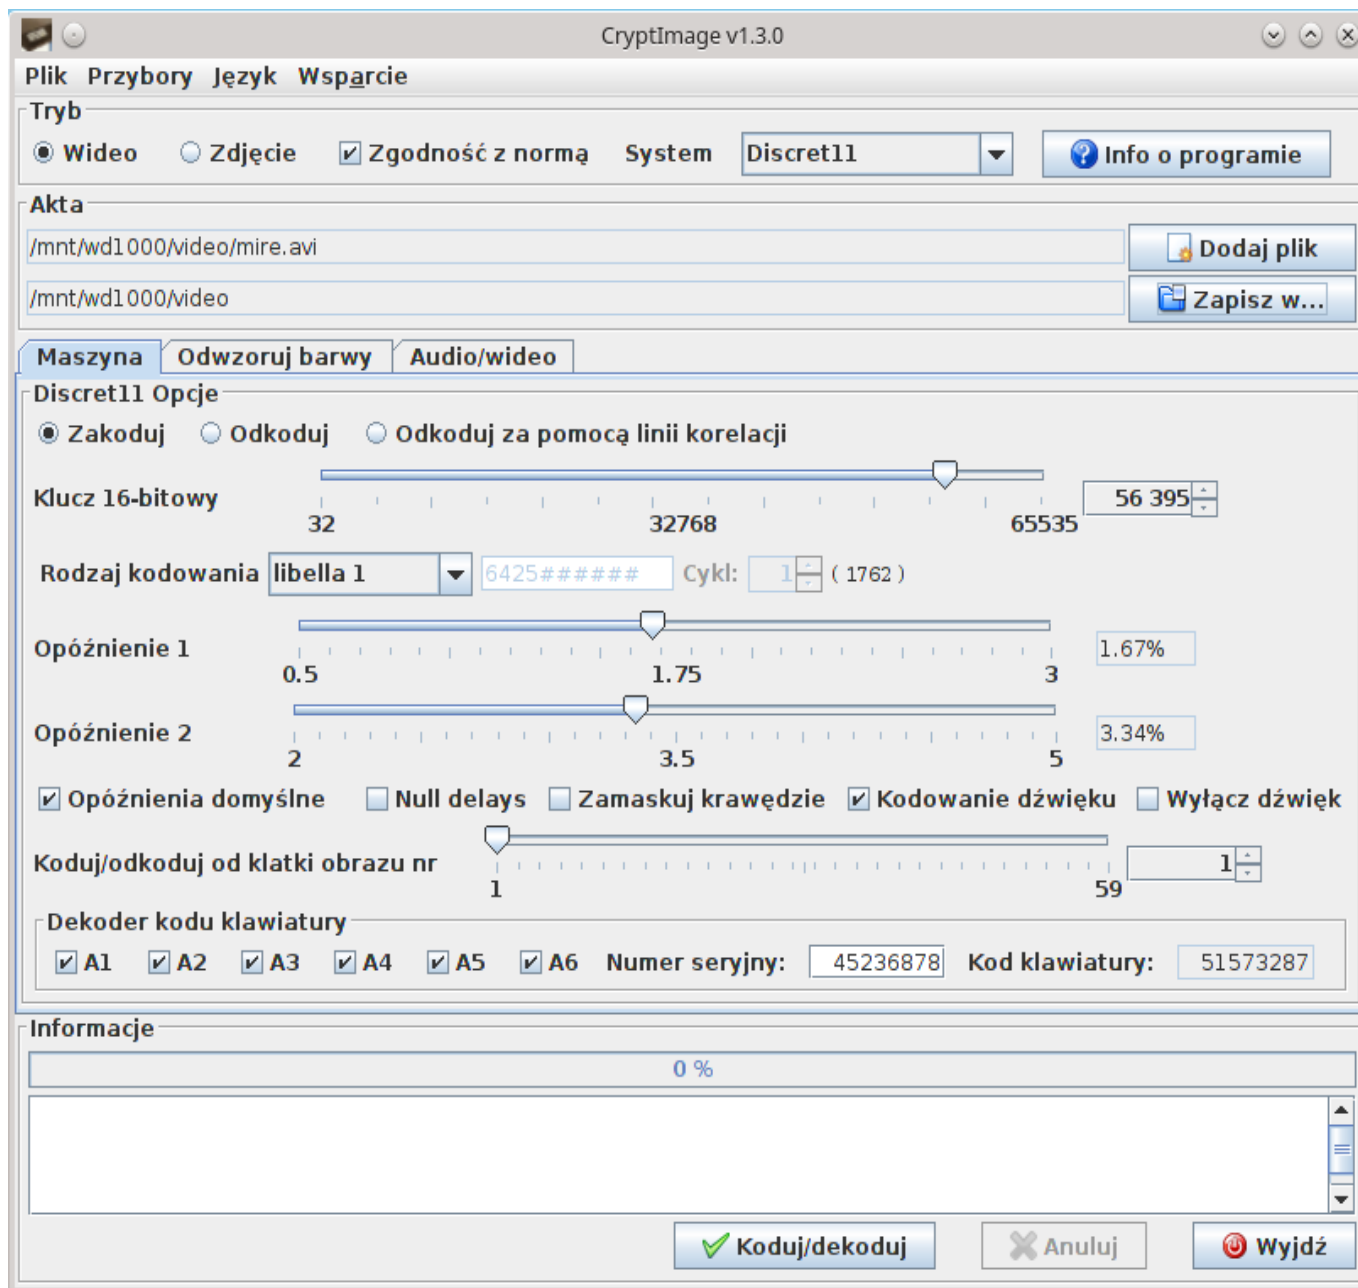 CryptImage v1.3.0
Plik Przybory Język Wsparcie
Tryb
Wideo Zdjęcie Zgodność z normą System Discret11 Info o programie
Akta
/mnt/wd1000/video/mire.avi Dodaj plik
/mnt/wd1000/video Zapisz w...
Maszyna Odwzoruj barwy Audio/wideo
Discret11 Opcje
Zakoduj Odkoduj Odkoduj za pomocą linii korelacji
Klucz 16-bitowy 56 395
32 32768 65535
Rodzaj kodowania libella 1 6425###### Cykl: 1 ( 1762 )
Opóźnienie 1 1.67%
0.5 1.75 3
Opóźnienie 2 3.34%
2 3.5 5
Opóźnienia domyślne Null delays Zamaskuj krawędzie Kodowanie dźwięku Wyłącz dźwięk
Koduj/odkoduj od klatki obrazu nr 1
1 59
Dekoder kodu klawiatury
A1 A2 A3 A4 A5 A6 Numer seryjny: 45236878 Kod klawiatury: 51573287
Informacje
0 %
Koduj/dekoduj Anuluj Wyjdź